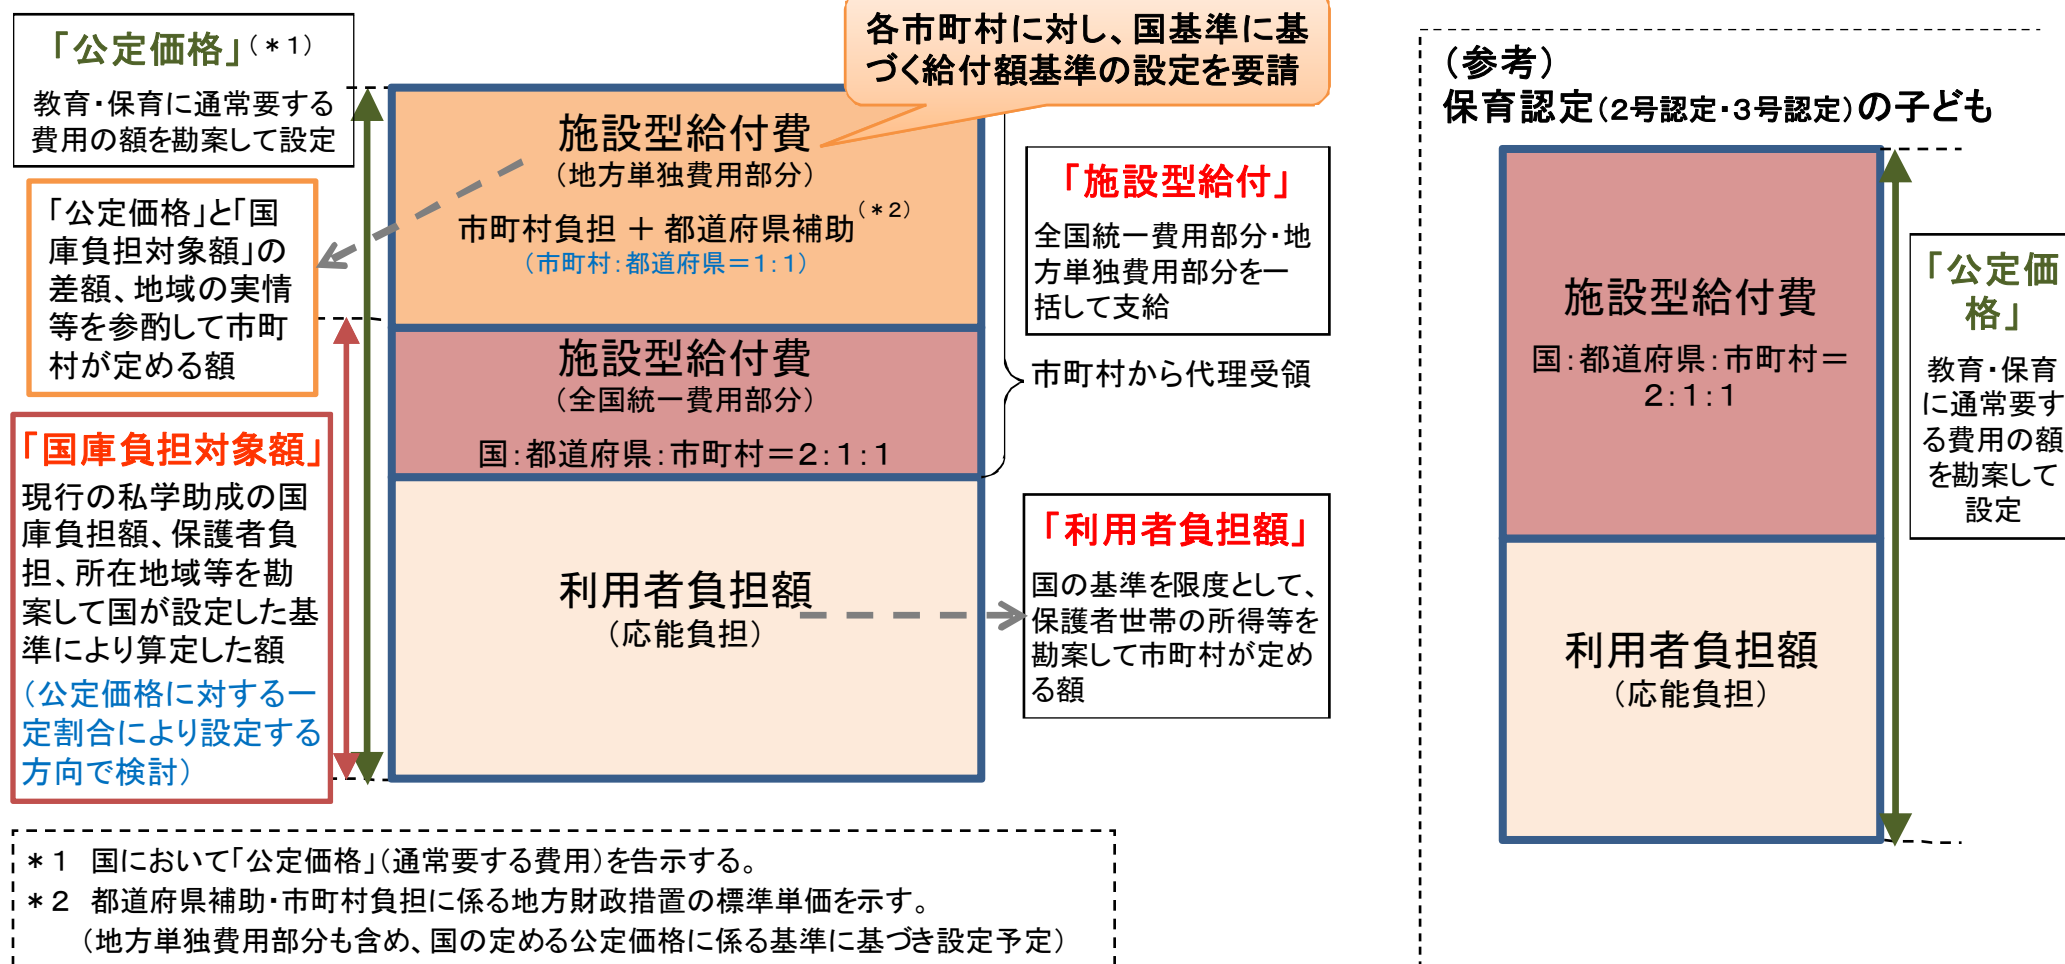 「公定価格」(＊1)
教育・保育に通常要する
費用の額を勘案して設定
「公定価格」と「国
庫負担対象額」の
差額、地域の実情
等を参酌して市町
村が定める額
「国庫負担対象額」
現行の私学助成の国
庫負担額、保護者負
担、所在地域等を勘
案して国が設定した基
準により算定した額
(公定価格に対する一
定割合により設定する
方向で検討)
各市町村に対し、国基準に基
づく給付額基準の設定を要請
施設型給付費
(地方単独費用部分)
市町村負担 ＋ 都道府県補助(＊2)
(市町村:都道府県＝1:1)
施設型給付費
(全国統一費用部分)
国:都道府県:市町村＝2:1:1
利用者負担額
(応能負担)
「施設型給付」
全国統一費用部分・地
方単独費用部分を一
括して支給
市町村から代理受領
「利用者負担額」
国の基準を限度として、
保護者世帯の所得等を
勘案して市町村が定め
る額
(参考)
保育認定(2号認定・3号認定)の子ども
施設型給付費
国:都道府県:市町村＝
2:1:1
利用者負担額
(応能負担)
「公定価
格」
教育・保育
に通常要す
る費用の額
を勘案して
設定
＊1 国において「公定価格」(通常要する費用)を告示する。
＊2 都道府県補助・市町村負担に係る地方財政措置の標準単価を示す。
(地方単独費用部分も含め、国の定める公定価格に係る基準に基づき設定予定)